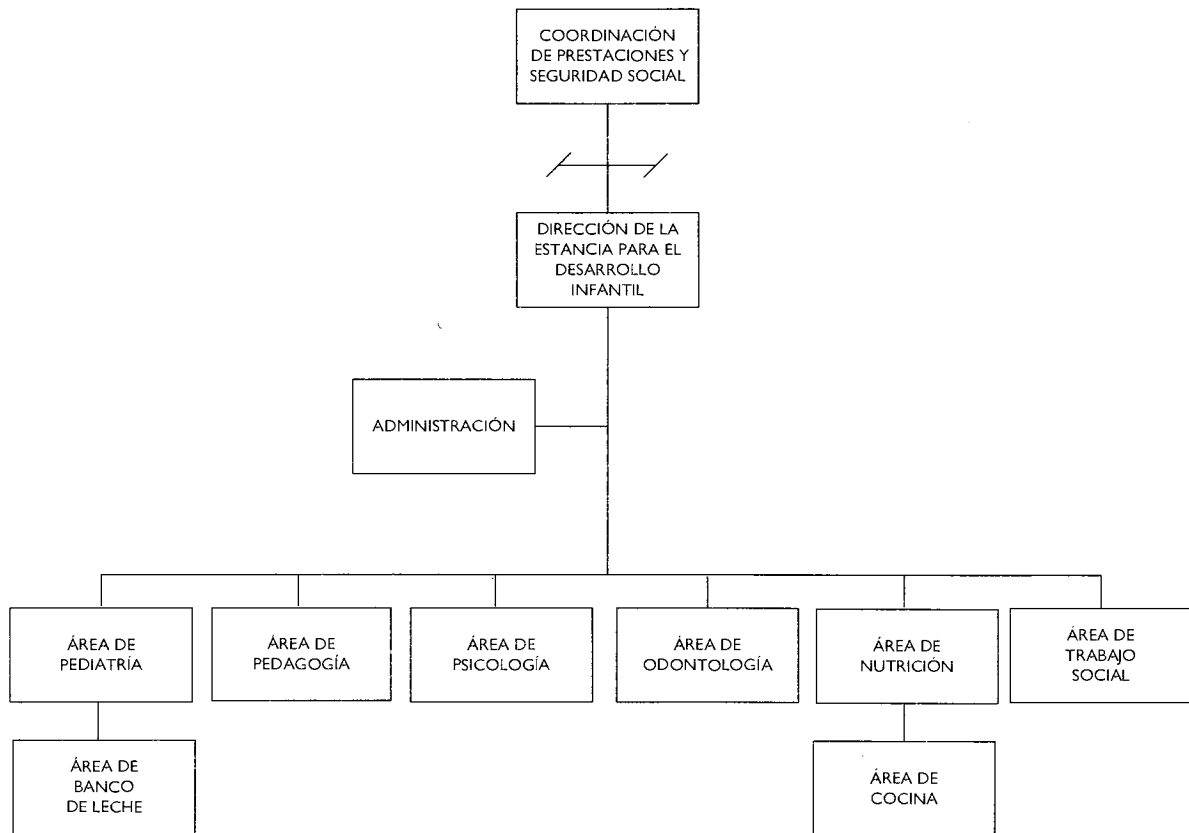 COORDINACIÓN
DE PRESTACIONES Y
SEGURIDAD SOCIAL
DIRECCIÓN DE LA
ESTANCIA PARA EL
DESARROLLO
INFANTIL
ADMINISTRACIÓN
ÁREA DE
PEDIATRÍA
ÁREA DE
PEDAGOGÍA
ÁREA DE
PSICOLOGÍA
ÁREA DE
ODONTOLOGÍA
ÁREA DE
NUTRICIÓN
ÁREA DE
TRABAJO
SOCIAL
ÁREA DE
BANCO
DE LECHE
ÁREA DE
COCINA